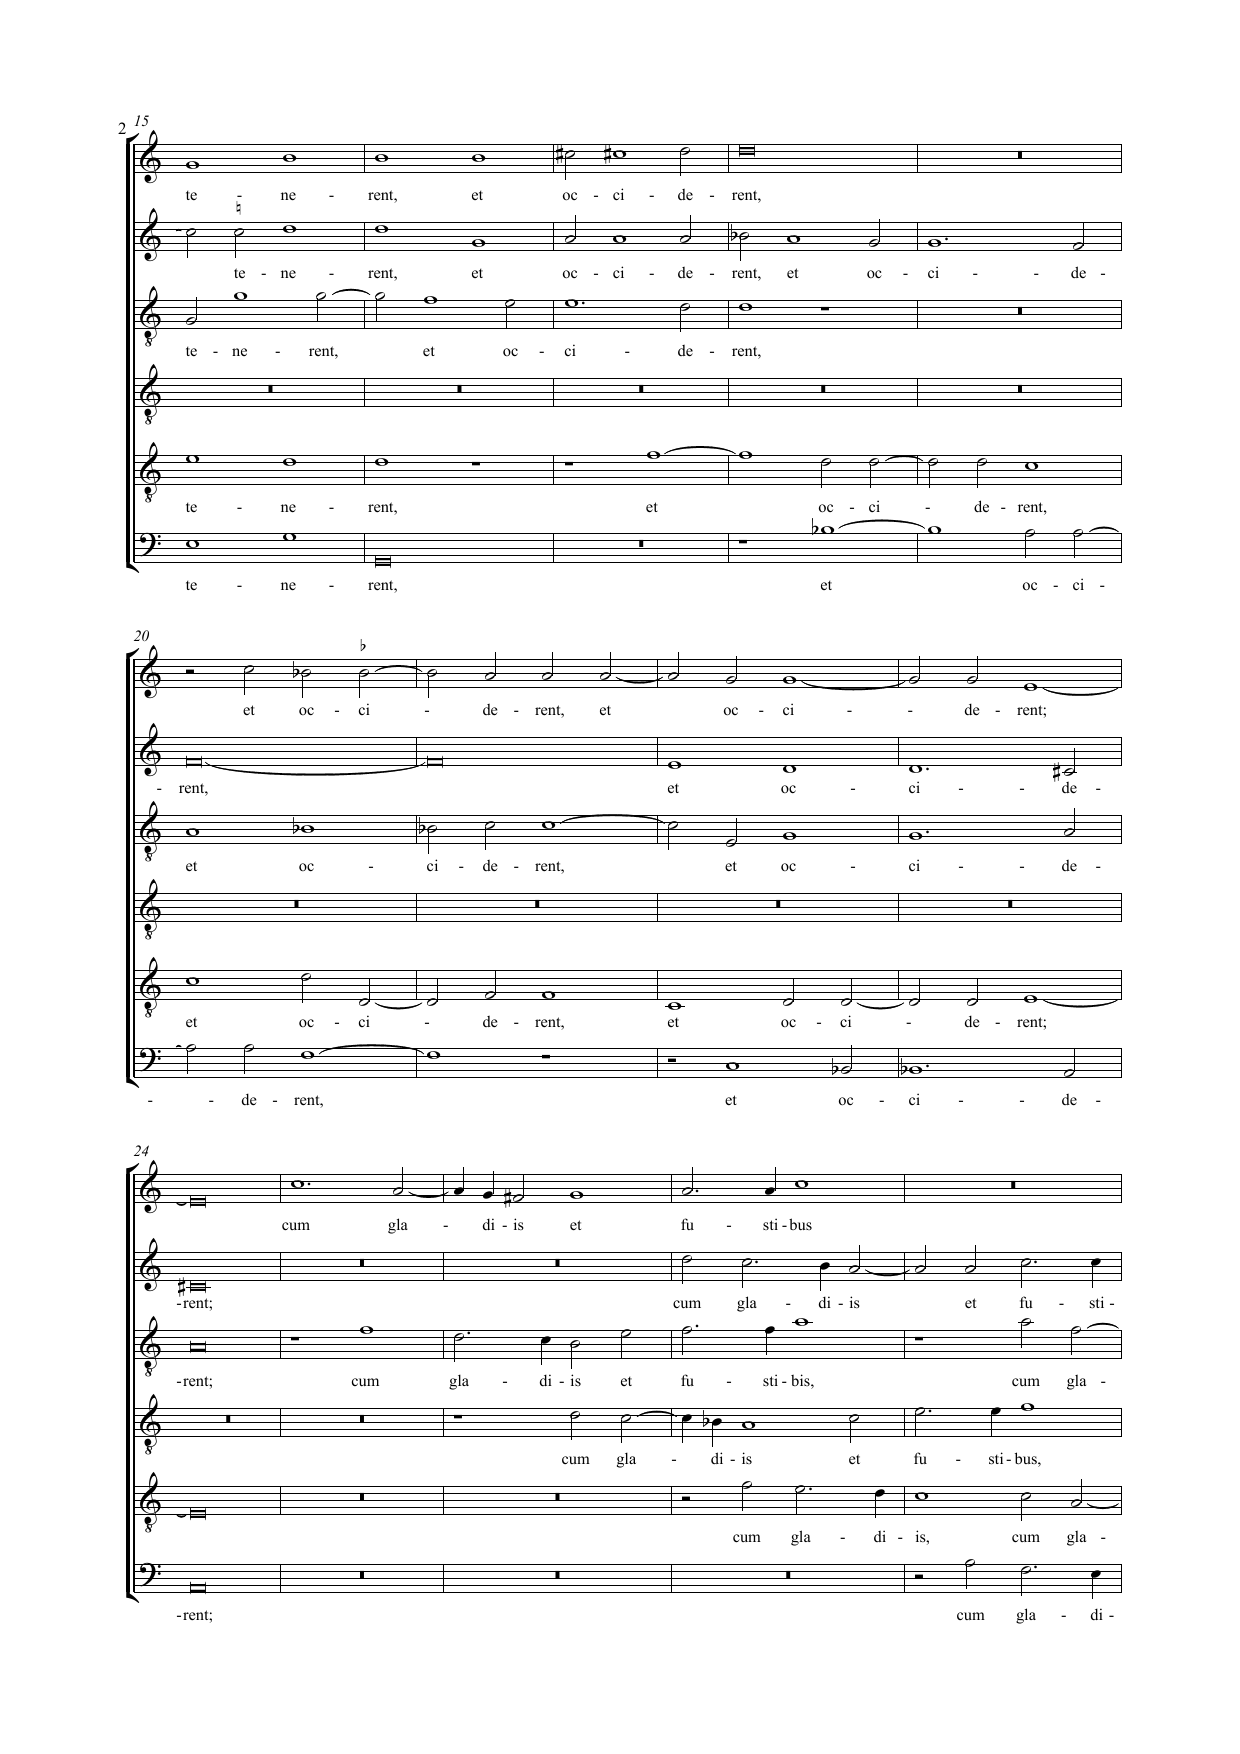 2 15
te - ne - rent, et oc - ci - de - rent,
te - ne - rent, et oc - ci - de - rent, et oc - ci - - de -
te - ne - rent, et oc - ci - de - rent,
te - ne - rent, et oc - ci - de - rent,
te - ne - rent, et oc - ci -
20
et oc - ci - de - rent, et oc - ci - - de - rent;
- rent, et oc - ci - - de -
et oc - ci - de - rent, et oc - ci - - de -
et oc - ci - de - rent, et oc - ci - de - rent;
- - de - rent, et oc - ci - - de -
24
cum gla - di - is et fu - sti - bus
-rent; cum gla - di - is et fu - sti -
-rent; cum gla - di - is et fu - sti - bis, cum gla -
cum gla - di - is et fu - sti - bus,
cum gla - di - is, cum gla -
-rent; cum gla - di -